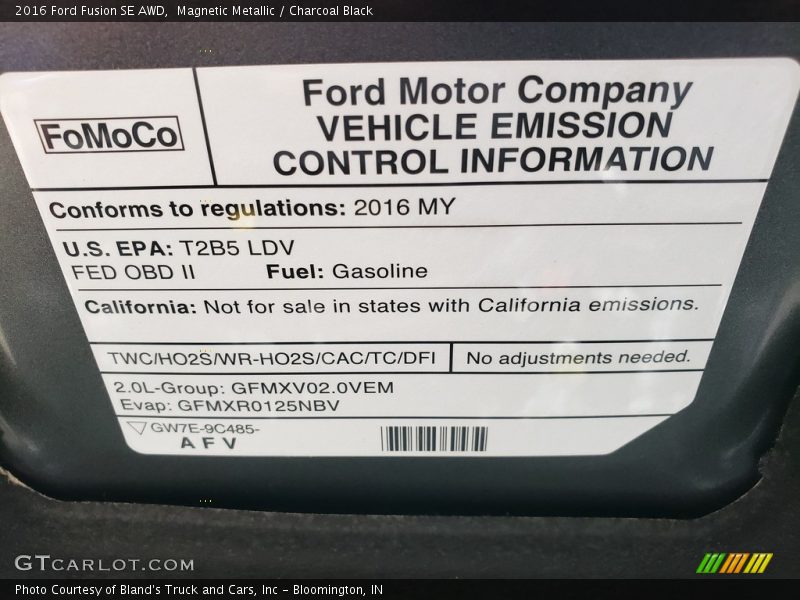 2016 Ford Fusion SE AWD, Magnetic Metallic / Charcoal Black
FoMoCo
Ford Motor Company
VEHICLE EMISSION
CONTROL INFORMATION
Conforms to regulations: 2016 MY
U.S. EPA: T2B5 LDV
FED OBD II Fuel: Gasoline
California: Not for sale in states with California emissions.
TWC/HO2S/WR-HO2S/CAC/TC/DFI No adjustments needed.
2.0L-Group: GFMXV02.0VEM
Evap: GFMXR0125NBV
GW7E-9C485-
AFV
GTCARLOT.COM
Photo Courtesy of Bland's Truck and Cars, Inc - Bloomington, IN